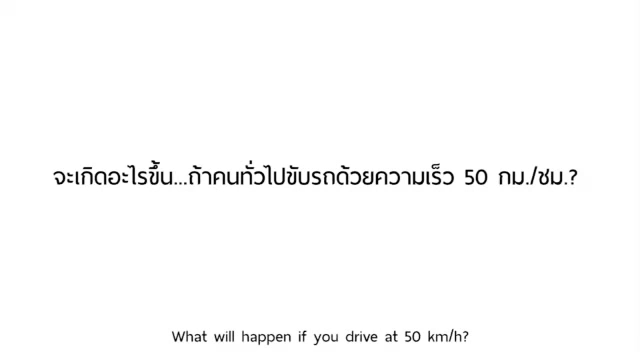 จะเกิดอะไรขึ้น...ถ้าคนทั่วไปขับรถด้วยความเร็ว 50 กม./ชม.?
What will happen if you drive at 50 km/h?